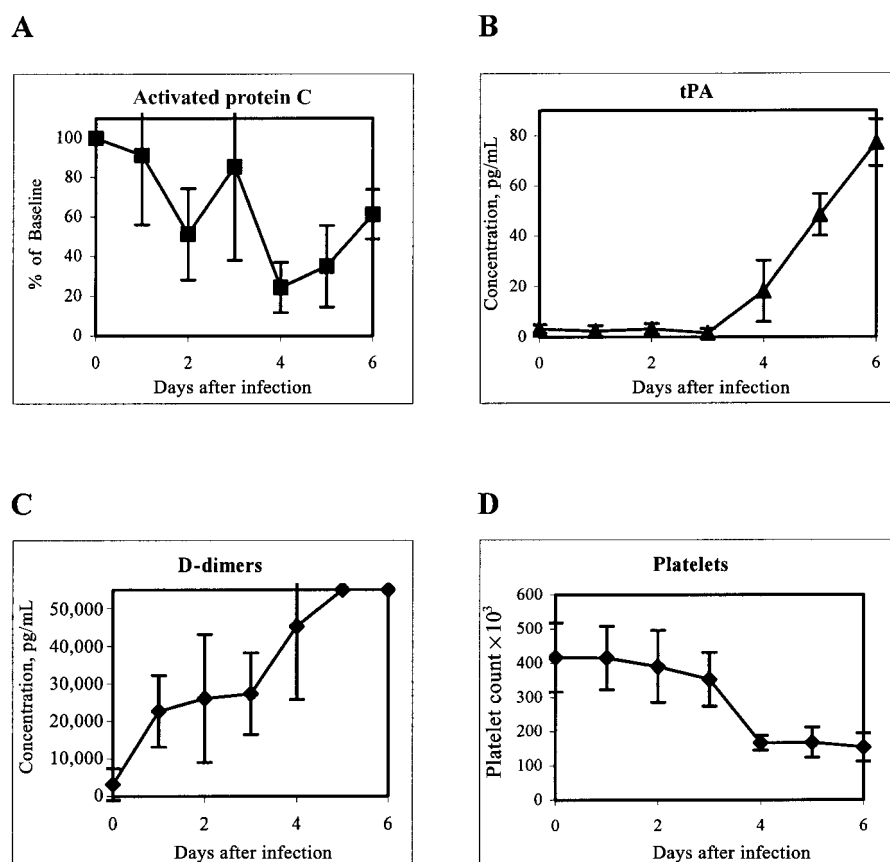 A
Activated protein C
% of Baseline
100
80
60
40
20
0
0 2 4 6
Days after infection
B
tPA
Concentration, pg/mL
80
60
40
20
0
0 2 4 6
Days after infection
C
D-dimers
Concentration, pg/mL
50,000
40,000
30,000
20,000
10,000
0
0 2 4 6
Days after infection
D
Platelets
Platelet count ×10³
600
500
400
300
200
100
0
0 2 4 6
Days after infection